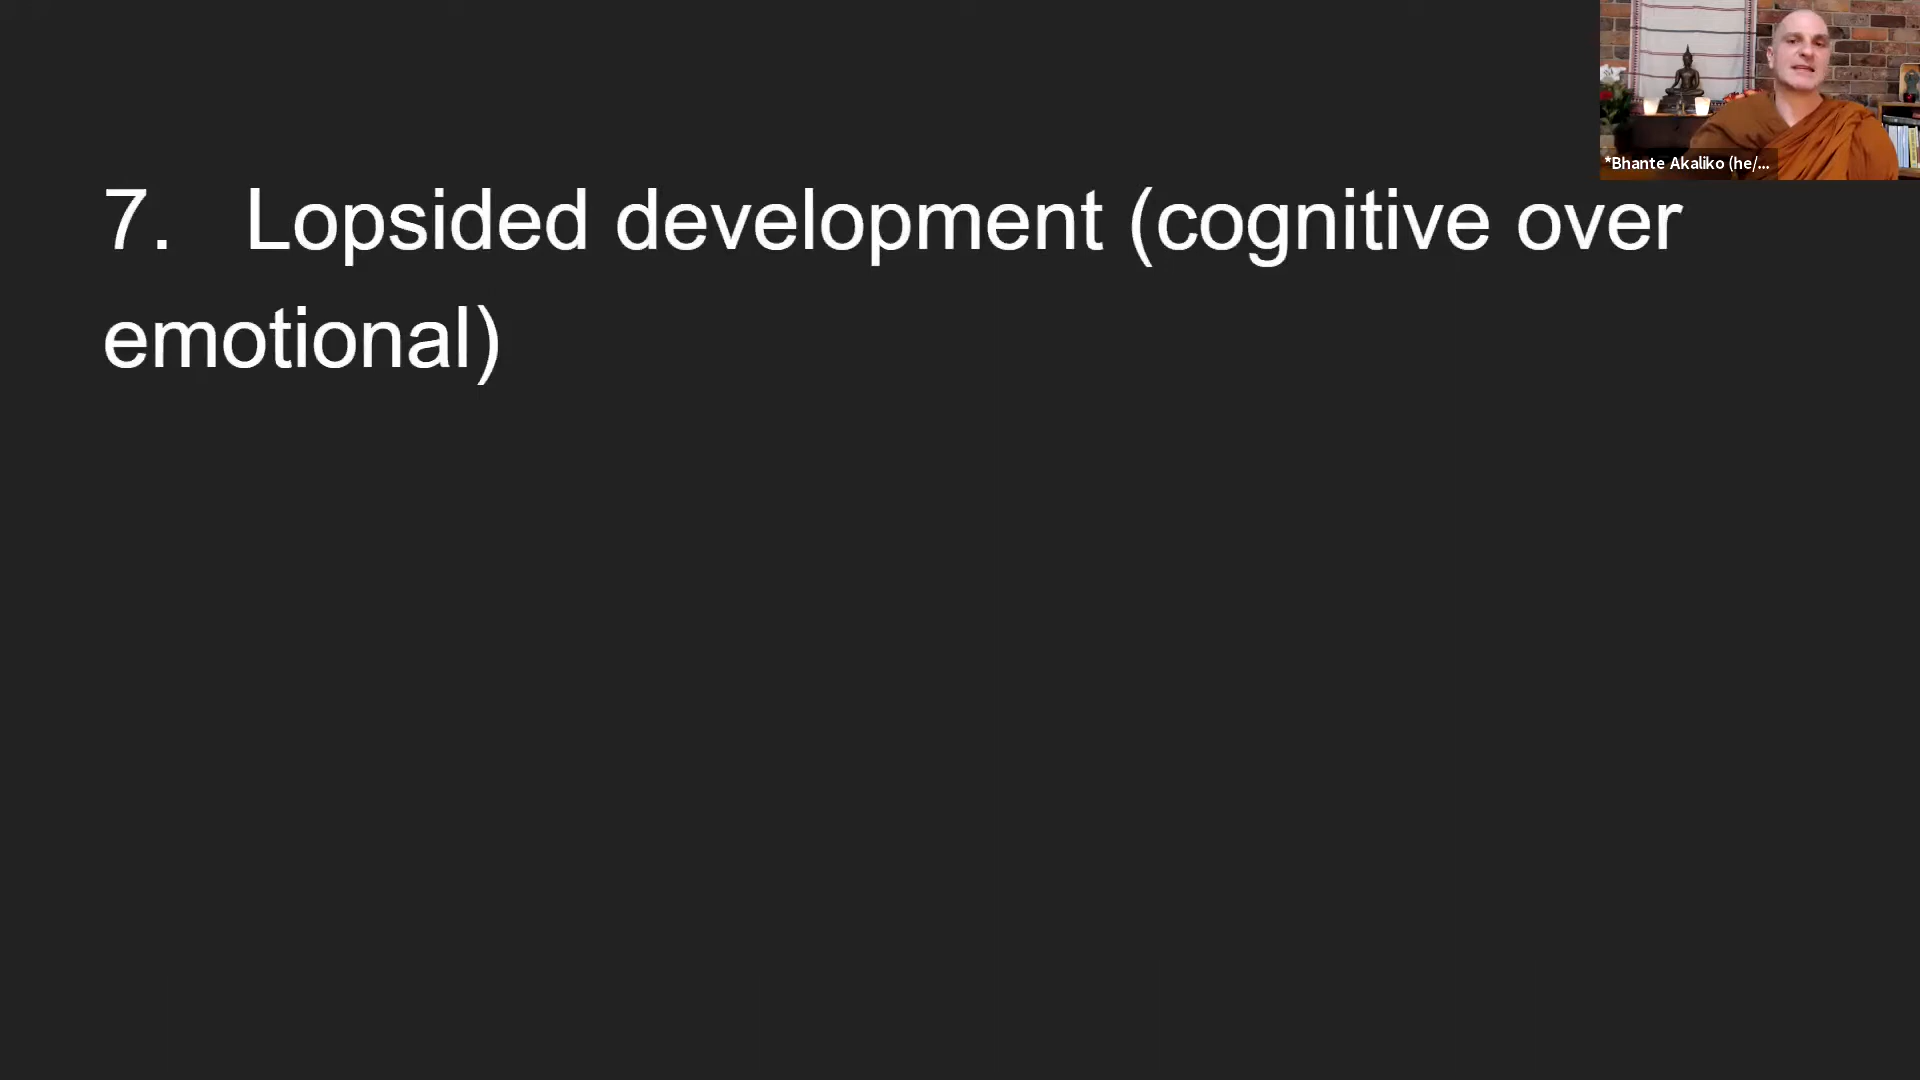 *Bhante Akaliko (he/...
7. Lopsided development (cognitive over
emotional)